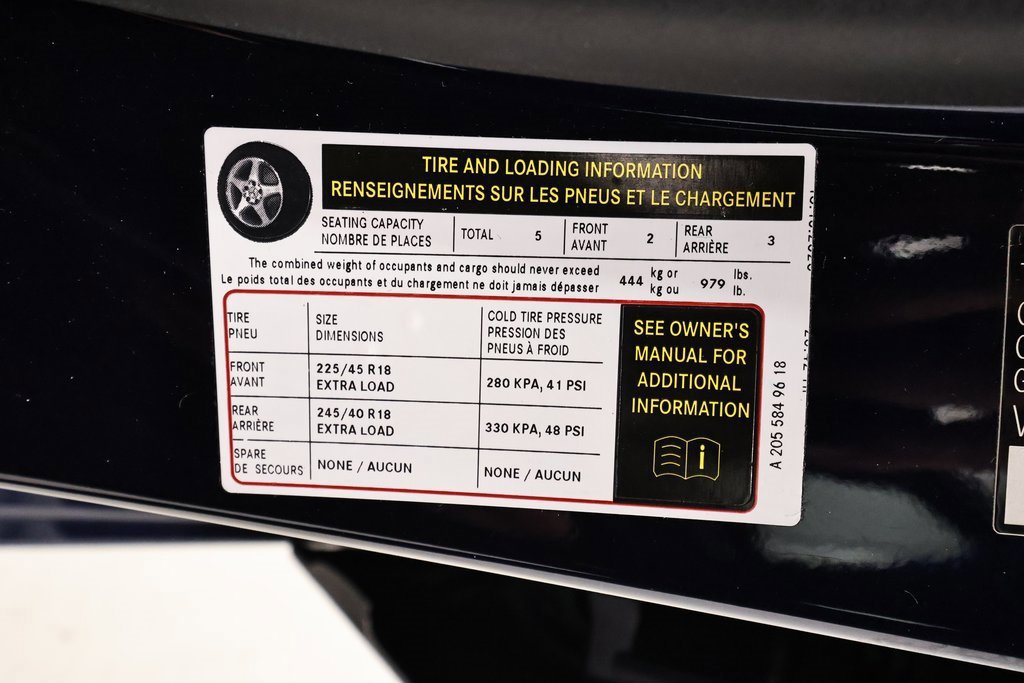 TIRE AND LOADING INFORMATION
RENSEIGNEMENTS SUR LES PNEUS ET LE CHARGEMENT
SEATING CAPACITY
NOMBRE DE PLACES
TOTAL 5
FRONT
AVANT
2
REAR
ARRIÈRE
3
The combined weight of occupants and cargo should never exceed
Le poids total des occupants et du chargement ne doit jamais dépasser
444
kg or
kg ou
979
lbs.
lb.
TIRE
PNEU
SIZE
DIMENSIONS
COLD TIRE PRESSURE
PRESSION DES
PNEUS À FROID
FRONT
AVANT
225/45 R18
EXTRA LOAD
280 KPA, 41 PSI
REAR
ARRIÈRE
245/40 R18
EXTRA LOAD
330 KPA, 48 PSI
SPARE
DE SECOURS
NONE / AUCUN
NONE / AUCUN
SEE OWNER'S
MANUAL FOR
ADDITIONAL
INFORMATION
i
A 205 584 96 18